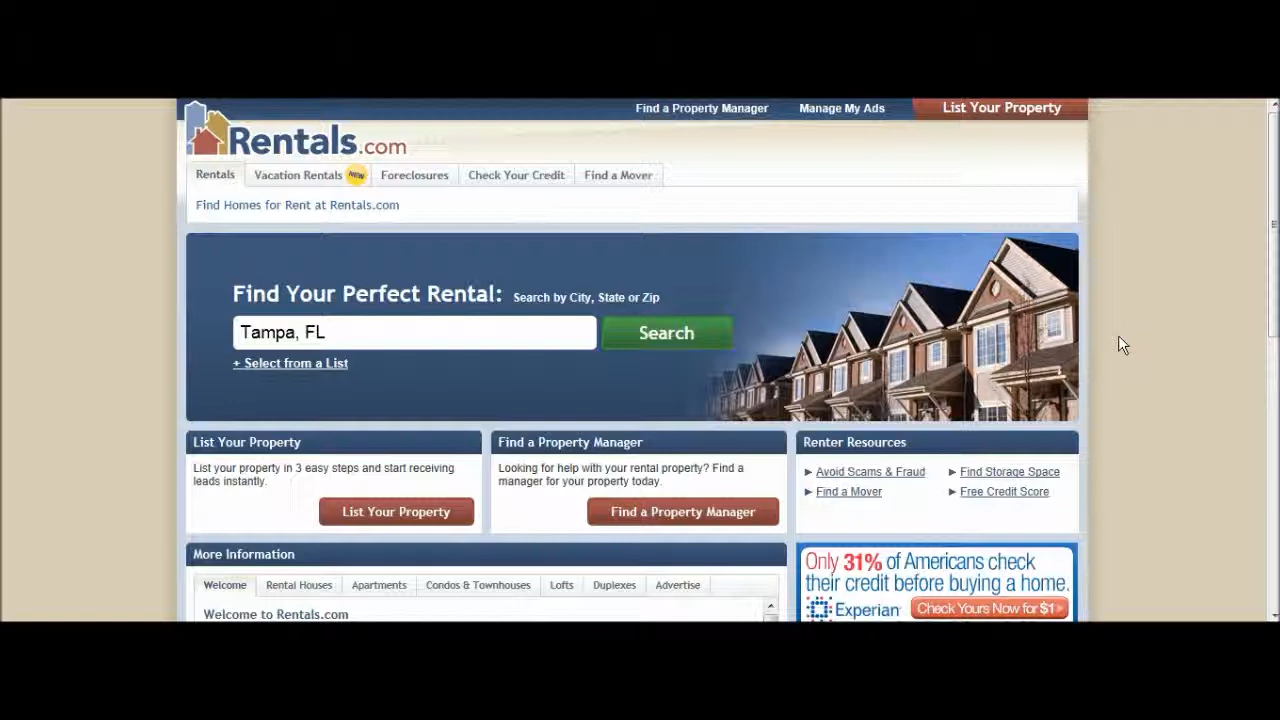 Find a Property Manager Manage My Ads List Your Property
Rentals.com
Rentals Vacation Rentals NEW Foreclosures Check Your Credit Find a Mover
Find Homes for Rent at Rentals.com
Find Your Perfect Rental: Search by City, State or Zip
Tampa, FL Search
+ Select from a List
List Your Property
List your property in 3 easy steps and start receiving
leads instantly.
List Your Property
Find a Property Manager
Looking for help with your rental property? Find a
manager for your property today.
Find a Property Manager
Renter Resources
Avoid Scams & Fraud Find Storage Space
Find a Mover Free Credit Score
More Information
Welcome Rental Houses Apartments Condos & Townhouses Lofts Duplexes Advertise
Welcome to Rentals.com
Only 31% of Americans check
their credit before buying a home.
Experian Check Yours Now for $1